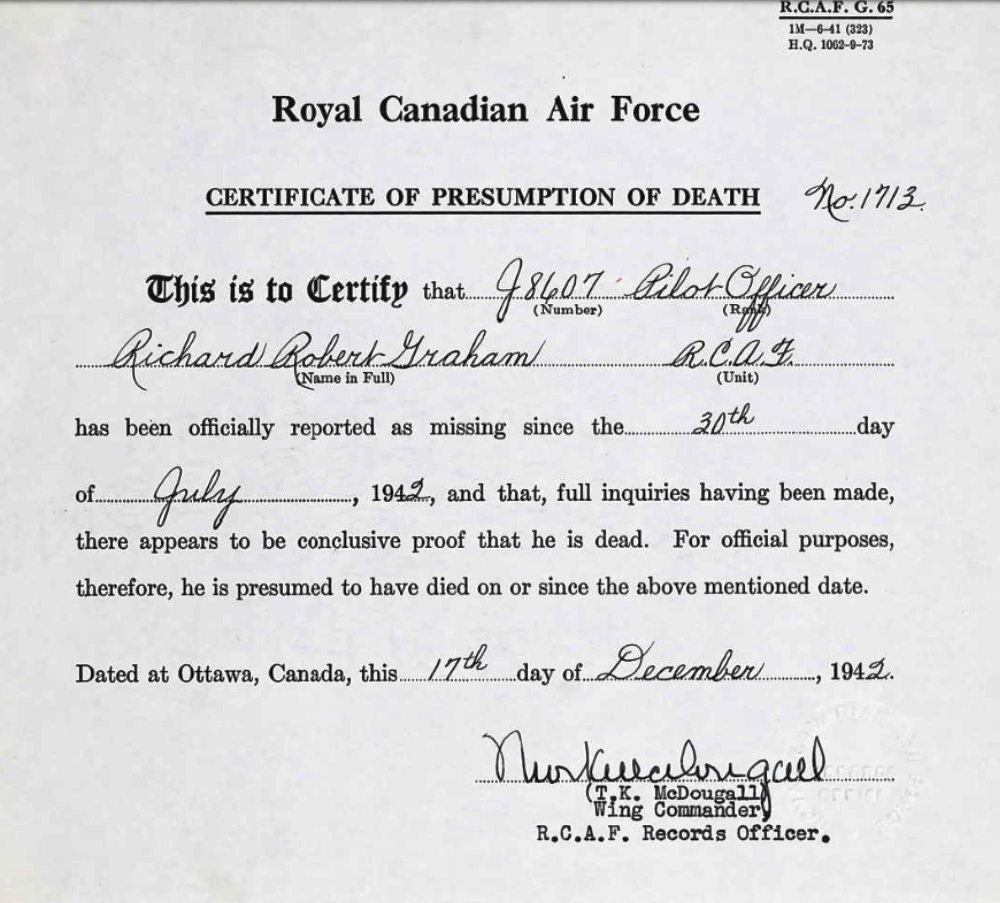 R.C.A.F. G. 65
1M—6-41 (323)
H.Q. 1062-9-73
Royal Canadian Air Force
CERTIFICATE OF PRESUMPTION OF DEATH No. 1713.
This is to Certify that J8607 Pilot Officer
(Number) (Rank)
Richard Robert Graham R.C.A.F.
(Name in Full) (Unit)
has been officially reported as missing since the 30th day
of July, 1942, and that, full inquiries having been made,
there appears to be conclusive proof that he is dead. For official purposes,
therefore, he is presumed to have died on or since the above mentioned date.
Dated at Ottawa, Canada, this 17th day of December, 1942.
(T.K. McDougall)
Wing Commander
R.C.A.F. Records Officer.